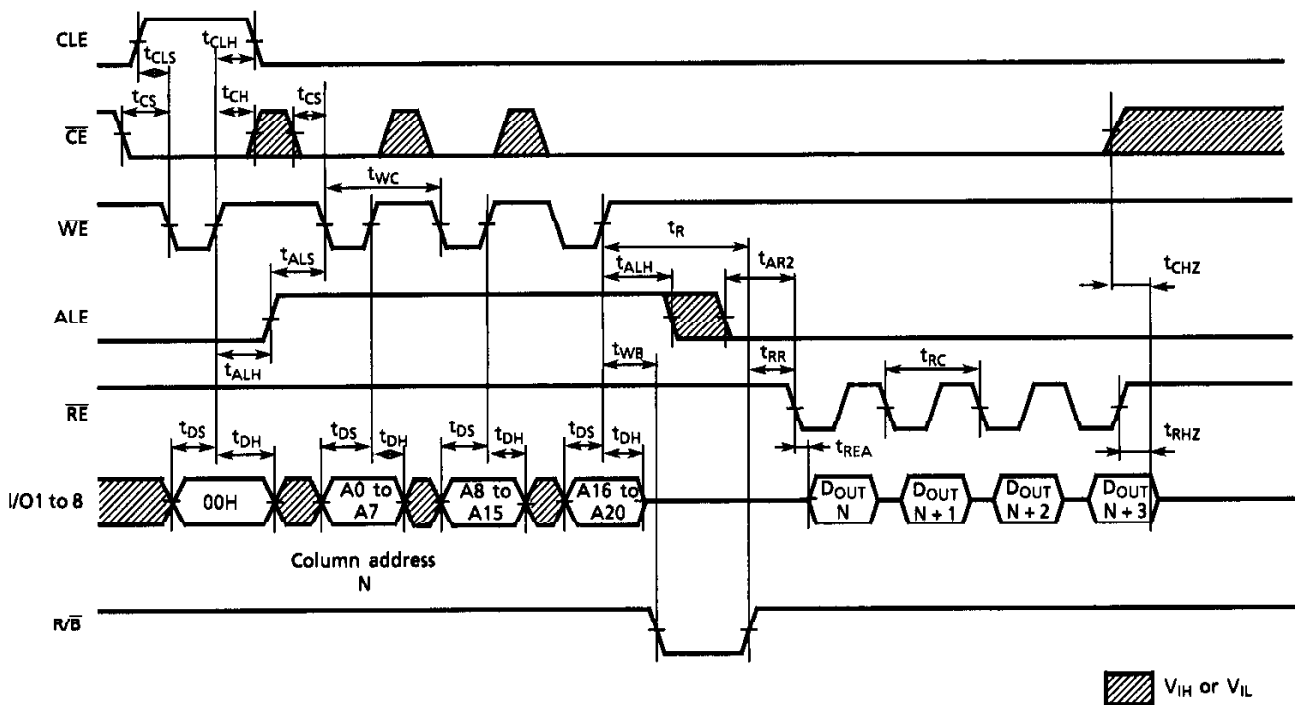 CLE
tCLS
tCLH
CE
tCS
tCH
tCS
WE
tWC
tR
tALS
tALH
tAR2
tCHZ
ALE
tALH
tWB
tRR
tRC
RE
tDS
tDH
tDS
tDH
tDS
tDH
tDS
tDH
tREA
tRHZ
I/O1 to 8
00H
A0 to
A7
A8 to
A15
A16 to
A20
DOUT
N
DOUT
N + 1
DOUT
N + 2
DOUT
N + 3
Column address
N
R/B
VIH or VIL